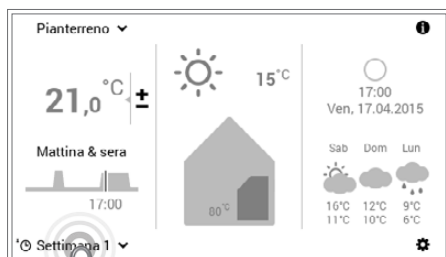 Pianterreno
21,0 °C ±
Mattina & sera
17:00
Settimana 1
15°C
80 °C
17:00
Ven, 17.04.2015
Sab Dom Lun
16°C 12°C 9°C
11°C 10°C 6°C